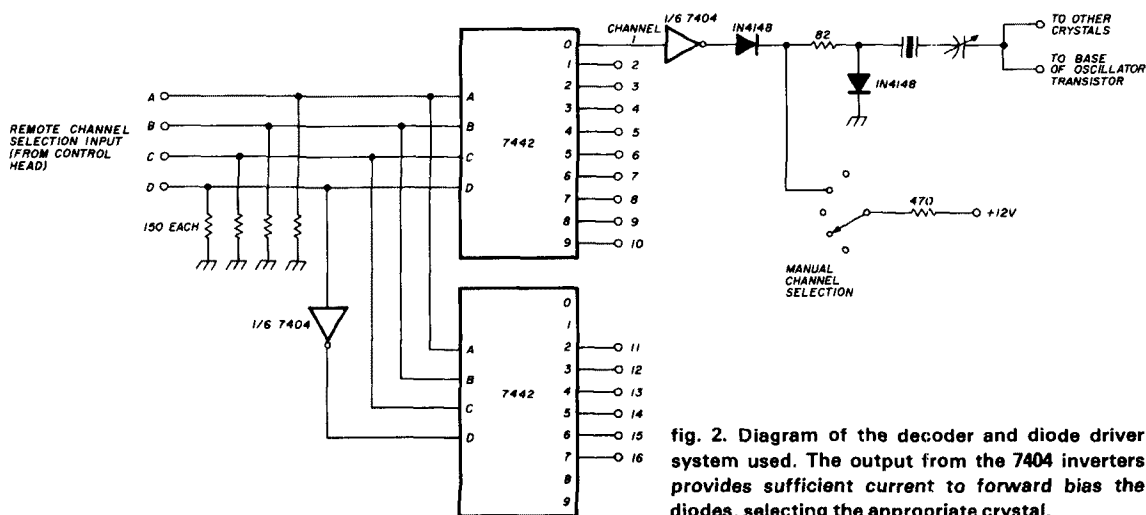 1/6 7404
CHANNEL
1
1N4148
82
TO OTHER
CRYSTALS
TO BASE
OF OSCILLATOR
TRANSISTOR
1N4148
0
1
2
3
4
5
6
7
8
9
2
3
4
5
6
7
8
9
10
A
B
C
D
REMOTE CHANNEL
SELECTION INPUT
(FROM CONTROL
HEAD)
A
B
C
D
7442
150 EACH
470
+12V
MANUAL
CHANNEL
SELECTION
1/6 7404
A
B
C
D
7442
0
1
2
3
4
5
6
7
8
9
11
12
13
14
15
16
fig. 2. Diagram of the decoder and diode driver
system used. The output from the 7404 inverters
provides sufficient current to forward bias the
diodes, selecting the appropriate crystal.